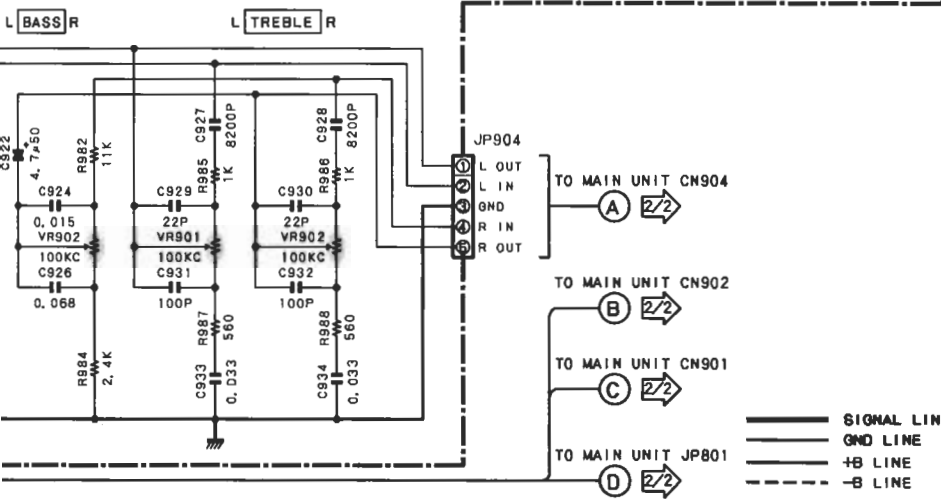 L BASS R
L TREBLE R
C922
4.7μ50
R982
11K
C927
8200P
R985
1K
C928
8200P
R986
1K
JP904
1 L OUT
2 L IN
3 GND
4 R IN
5 R OUT
C924
0.015
VR902
100KC
C926
0.068
C929
22P
VR901
100KC
C931
100P
C930
22P
VR902
100KC
C932
100P
R984
2.4K
R987
560
C933
0.033
R988
560
C934
0.033
TO MAIN UNIT CN904
A 2/2
TO MAIN UNIT CN902
B 2/2
TO MAIN UNIT CN901
C 2/2
TO MAIN UNIT JP801
D 2/2
SIGNAL LIN
GND LINE
+B LINE
-B LINE